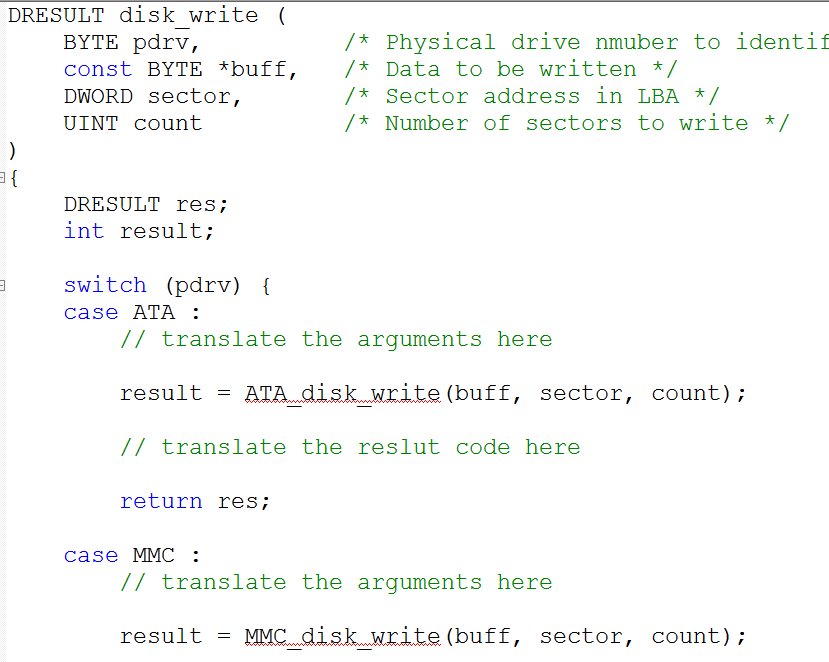 DRESULT disk_write (
    BYTE pdrv,          /* Physical drive nmuber to identif
    const BYTE *buff,   /* Data to be written */
    DWORD sector,       /* Sector address in LBA */
    UINT count          /* Number of sectors to write */
)
{
    DRESULT res;
    int result;
    switch (pdrv) {
    case ATA :
        // translate the arguments here
        result = ATA_disk_write(buff, sector, count);
        // translate the reslut code here
        return res;
    case MMC :
        // translate the arguments here
        result = MMC_disk_write(buff, sector, count);